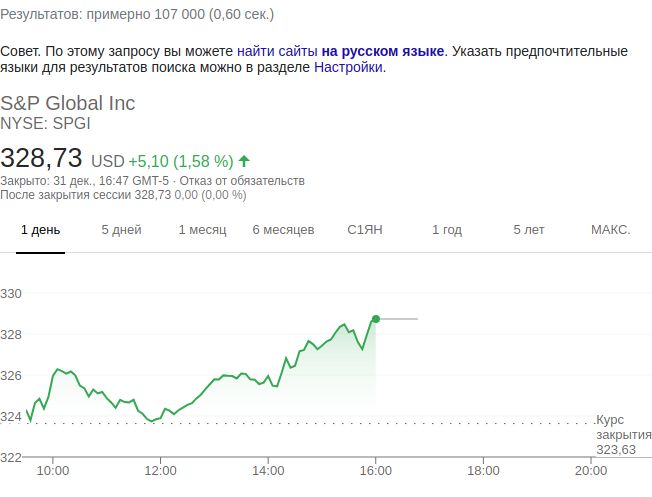 Результатов: примерно 107 000 (0,60 сек.)
Совет. По этому запросу вы можете найти сайты на русском языке. Указать предпочтительные
языки для результатов поиска можно в разделе Настройки.
S&P Global Inc
NYSE: SPGI
328,73 USD +5,10 (1,58 %) ↑
Закрыто: 31 дек., 16:47 GMT-5 · Отказ от обязательств
После закрытия сессии 328,73 0,00 (0,00 %)
1 день 5 дней 1 месяц 6 месяцев С1ЯН 1 год 5 лет МАКС.
330
328
326
324
Курс
закрытия
323,63
322
10:00 12:00 14:00 16:00 18:00 20:00